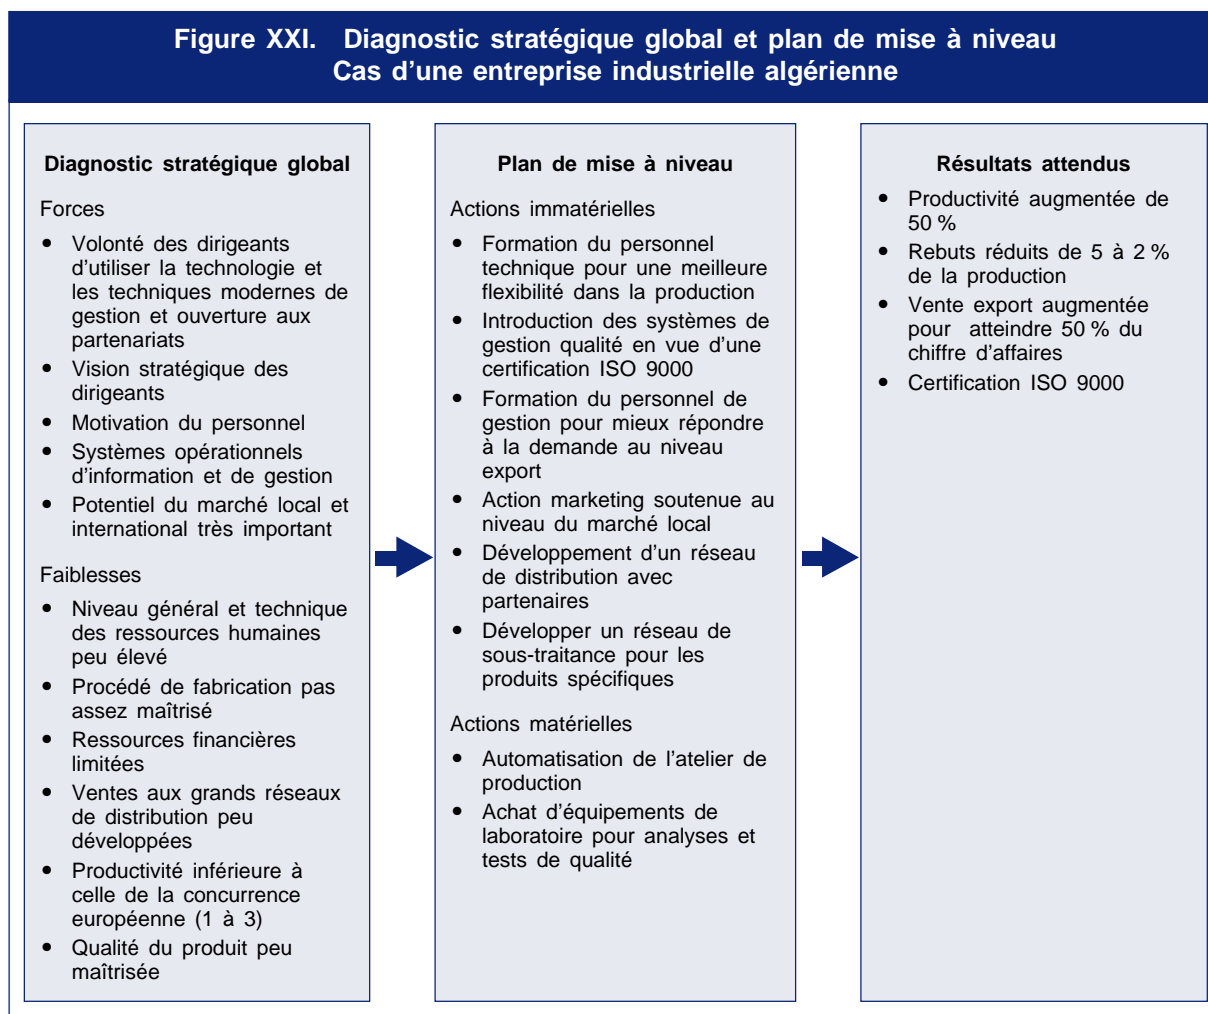 Figure XXI. Diagnostic stratégique global et plan de mise à niveau
Cas d'une entreprise industrielle algérienne
Diagnostic stratégique global
Forces
• Volonté des dirigeants
d'utiliser la technologie et
les techniques modernes de
gestion et ouverture aux
partenariats
• Vision stratégique des
dirigeants
• Motivation du personnel
• Systèmes opérationnels
d'information et de gestion
• Potentiel du marché local et
international très important
Faiblesses
• Niveau général et technique
des ressources humaines
peu élevé
• Procédé de fabrication pas
assez maîtrisé
• Ressources financières
limitées
• Ventes aux grands réseaux
de distribution peu
développées
• Productivité inférieure à
celle de la concurrence
européenne (1 à 3)
• Qualité du produit peu
maîtrisée
Plan de mise à niveau
Actions immatérielles
• Formation du personnel
technique pour une meilleure
flexibilité dans la production
• Introduction des systèmes de
gestion qualité en vue d'une
certification ISO 9000
• Formation du personnel de
gestion pour mieux répondre
à la demande au niveau
export
• Action marketing soutenue au
niveau du marché local
• Développement d'un réseau
de distribution avec
partenaires
• Développer un réseau de
sous-traitance pour les
produits spécifiques
Actions matérielles
• Automatisation de l'atelier de
production
• Achat d'équipements de
laboratoire pour analyses et
tests de qualité
Résultats attendus
• Productivité augmentée de
50 %
• Rebuts réduits de 5 à 2 %
de la production
• Vente export augmentée
pour atteindre 50 % du
chiffre d'affaires
• Certification ISO 9000